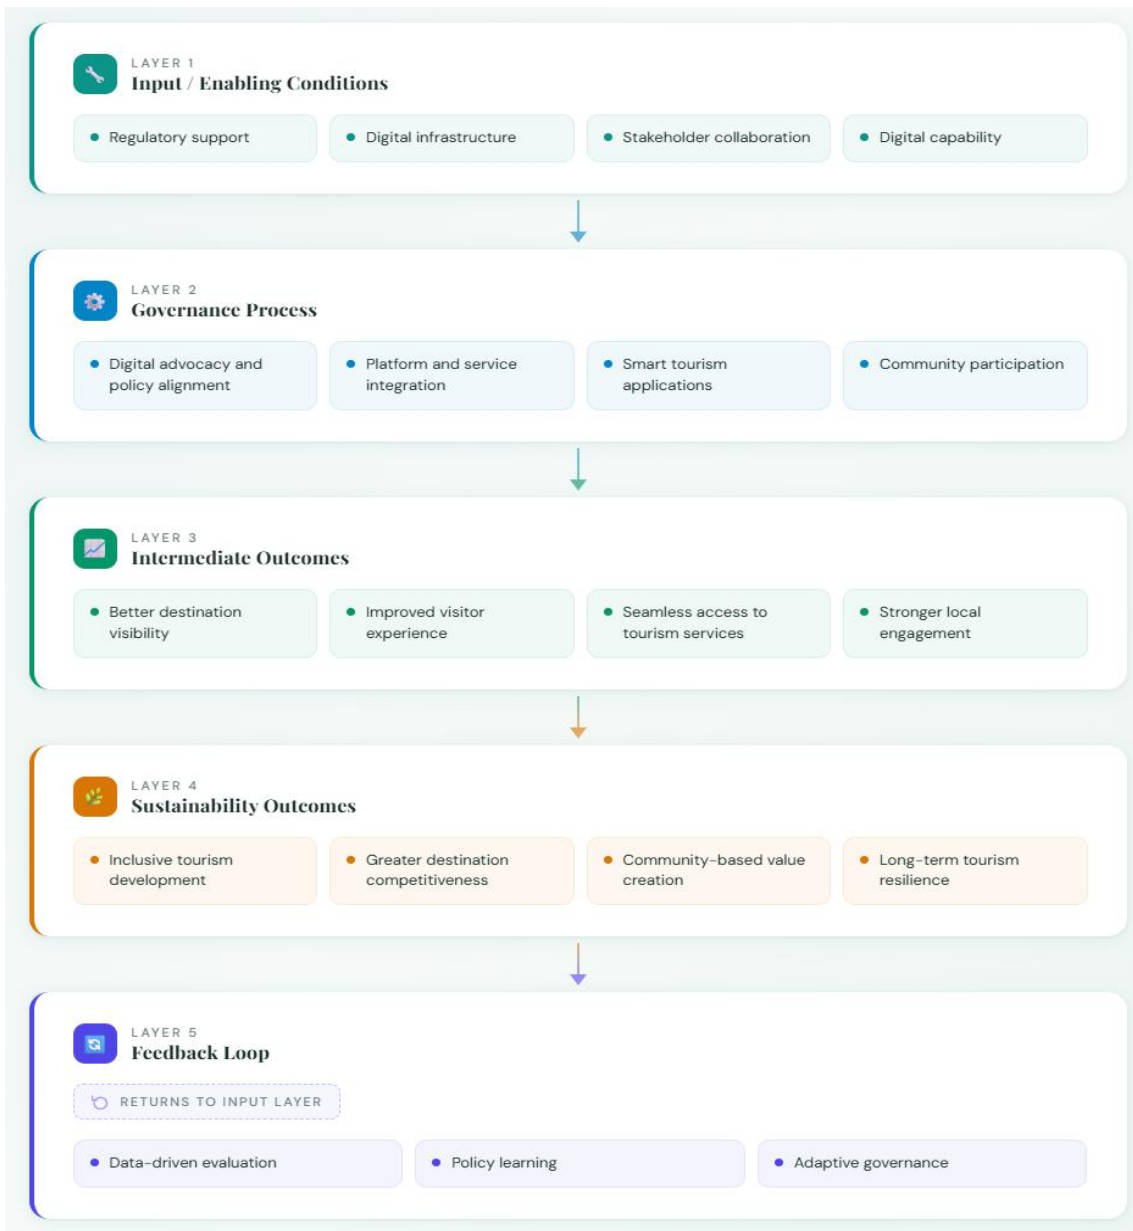 LAYER 1
Input / Enabling Conditions
Regulatory support
Digital infrastructure
Stakeholder collaboration
Digital capability
LAYER 2
Governance Process
Digital advocacy and
policy alignment
Platform and service
integration
Smart tourism
applications
Community participation
LAYER 3
Intermediate Outcomes
Better destination
visibility
Improved visitor
experience
Seamless access to
tourism services
Stronger local
engagement
LAYER 4
Sustainability Outcomes
Inclusive tourism
development
Greater destination
competitiveness
Community-based value
creation
Long-term tourism
resilience
LAYER 5
Feedback Loop
RETURNS TO INPUT LAYER
Data-driven evaluation
Policy learning
Adaptive governance